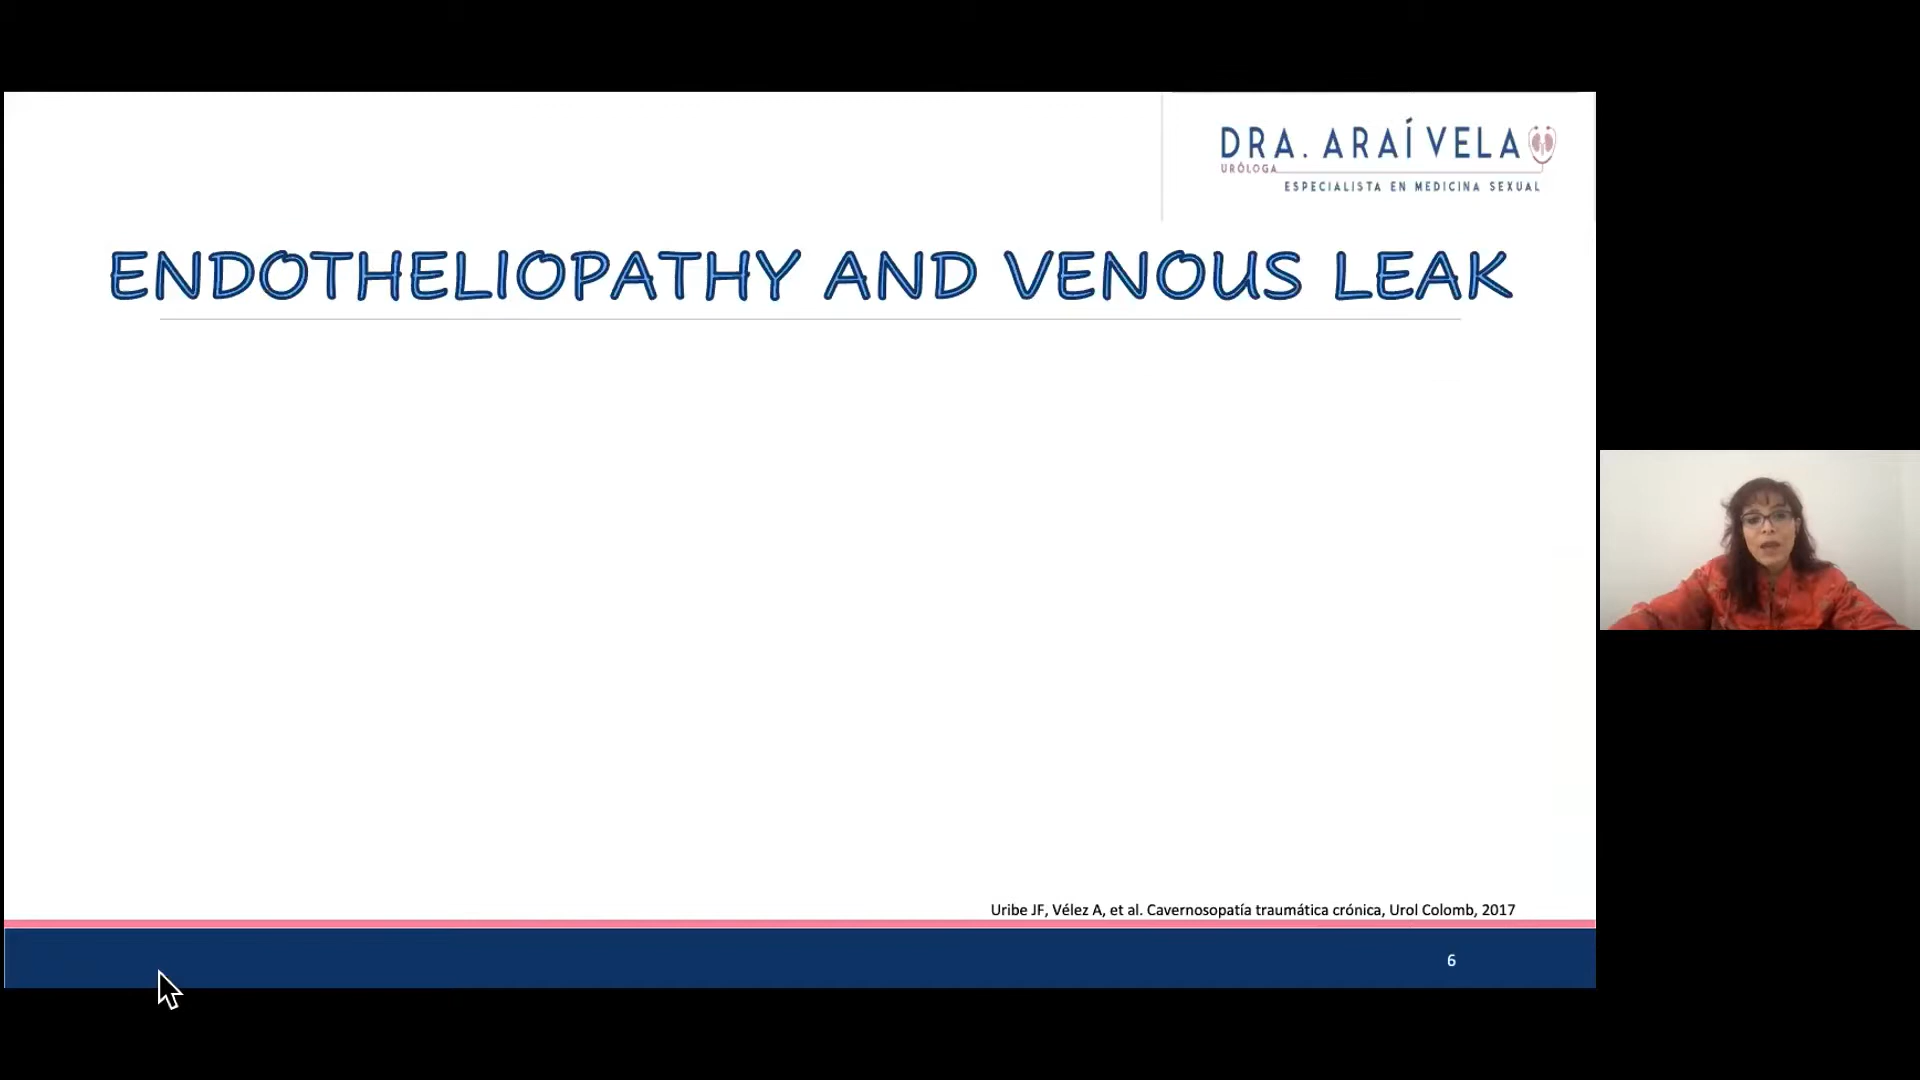 DRA. ARAÍ VELA
URÓLOGA
ESPECIALISTA EN MEDICINA SEXUAL
ENDOTHELIOPATHY AND VENOUS LEAK
Uribe JF, Vélez A, et al. Cavernosopatía traumática crónica, Urol Colomb, 2017
6